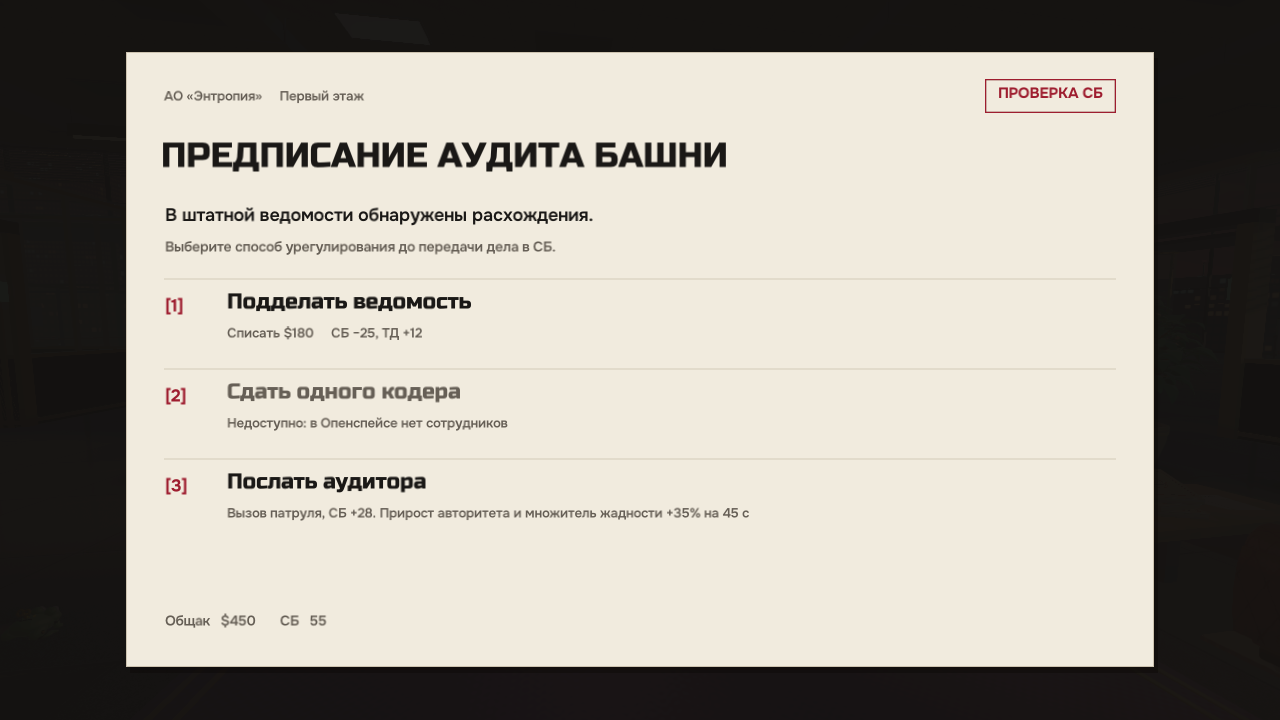 АО «Энтропия» Первый этаж
ПРОВЕРКА СБ
ПРЕДПИСАНИЕ АУДИТА БАШНИ
В штатной ведомости обнаружены расхождения.
Выберите способ урегулирования до передачи дела в СБ.
[1] Подделать ведомость
Списать $180 СБ −25, ТД +12
[2] Сдать одного кодера
Недоступно: в Опенспейсе нет сотрудников
[3] Послать аудитора
Вызов патруля, СБ +28. Прирост авторитета и множитель жадности +35% на 45 с
Общак $450 СБ 55